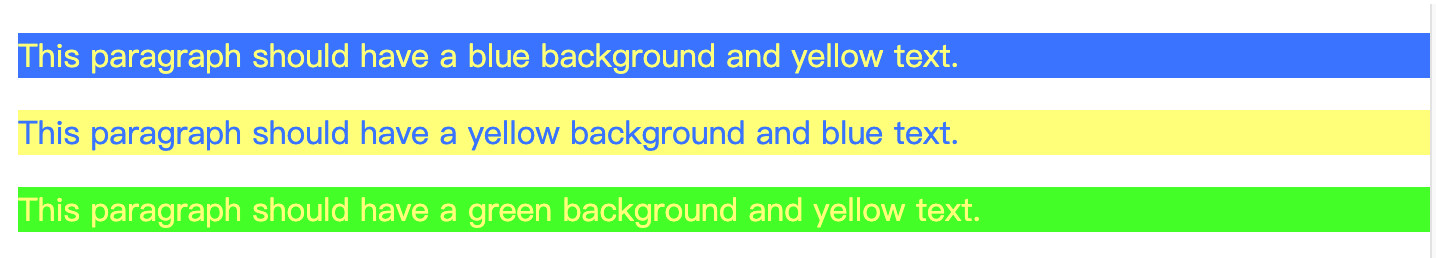 This paragraph should have a blue background and yellow text.
This paragraph should have a yellow background and blue text.
This paragraph should have a green background and yellow text.